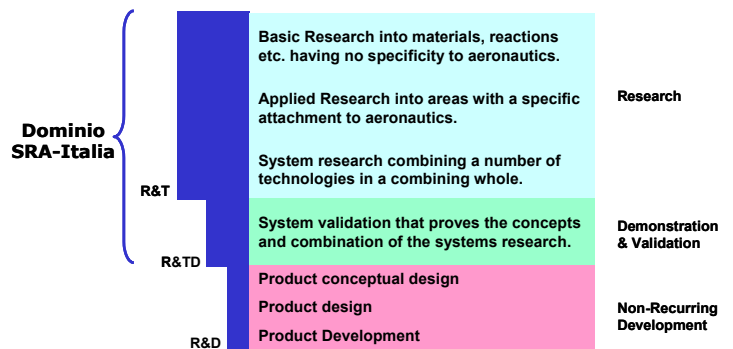 Basic Research into materials, reactions
etc. having no specificity to aeronautics.
Applied Research into areas with a specific
attachment to aeronautics.
System research combining a number of
technologies in a combining whole.
Research
Dominio
SRA-Italia
R&T
System validation that proves the concepts
and combination of the systems research.
Demonstration
& Validation
R&TD
Product conceptual design
Product design
Product Development
Non-Recurring
Development
R&D